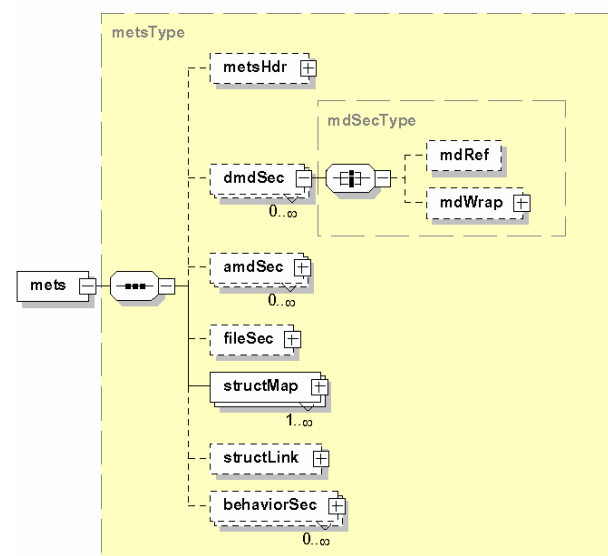 metsType
metsHdr
mdSecType
mdRef
dmdSec
0..∞
mdWrap
amdSec
0..∞
mets
fileSec
structMap
1..∞
structLink
behaviorSec
0..∞